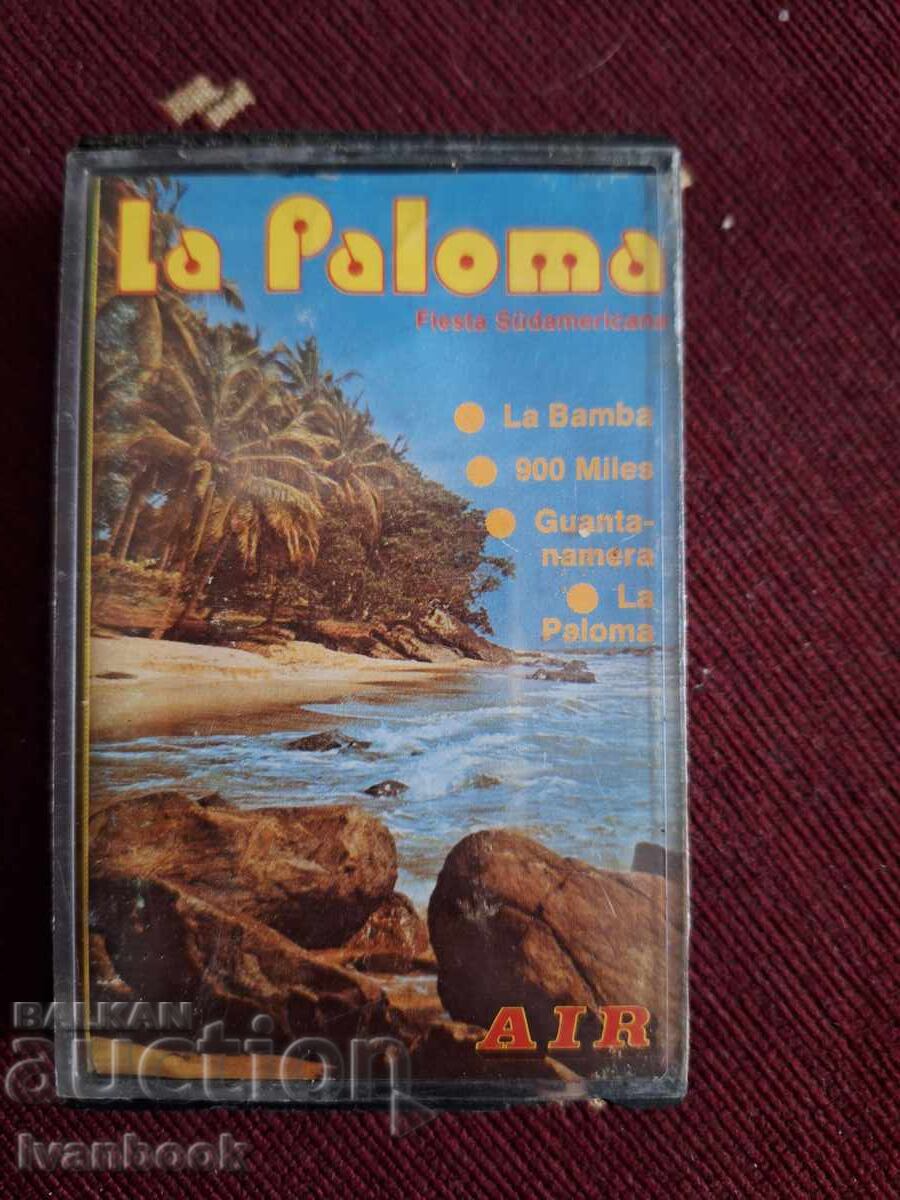 La Paloma
Fiesta Südamericana
La Bamba
900 Miles
Guanta-
namera
La
Paloma
AIR
BALKAN
auction
Ivanbook